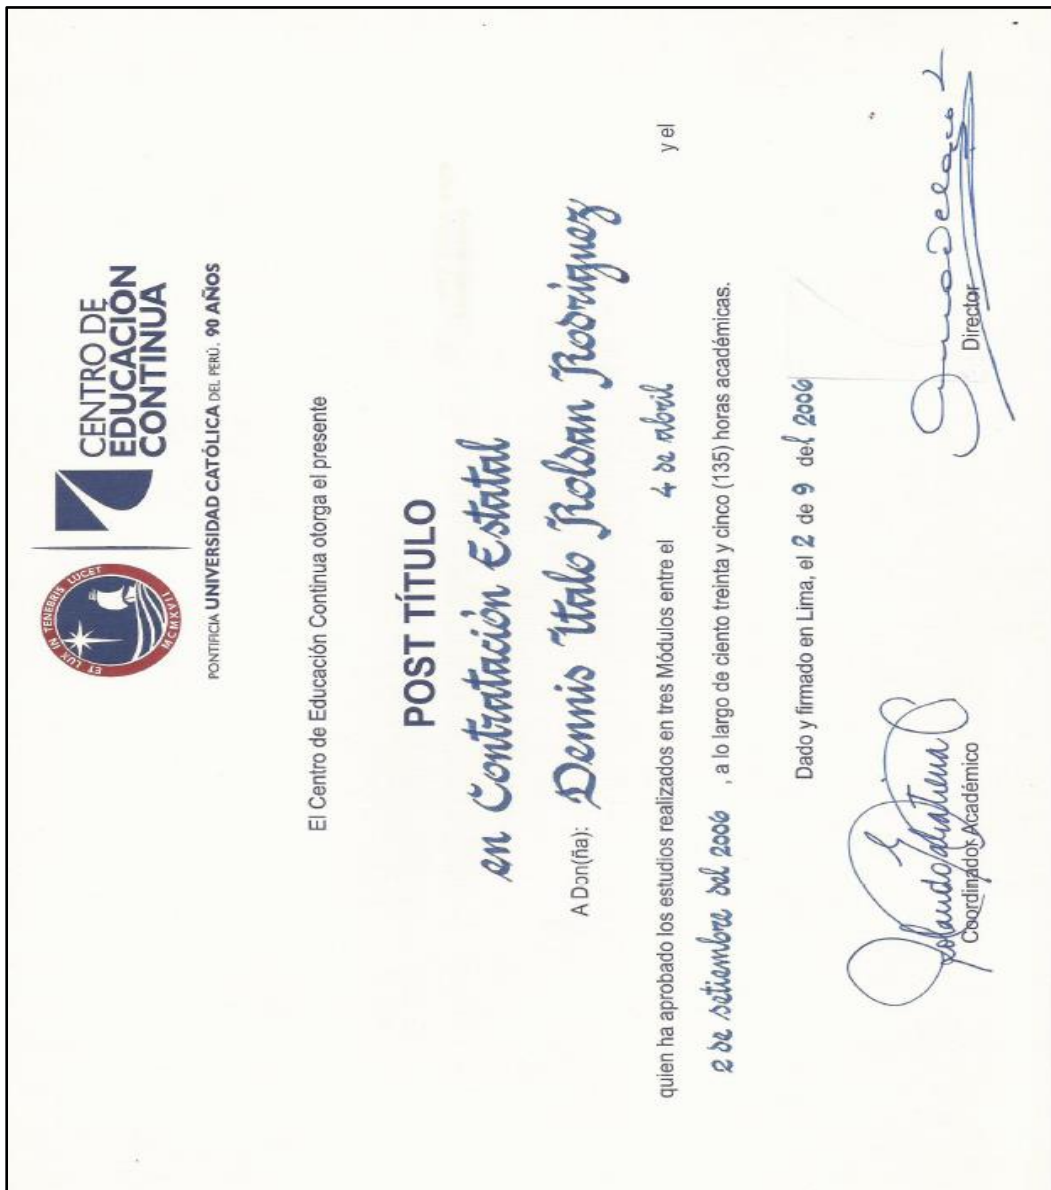 ET LUX IN TENEBRIS LUCET
MCMXVII
CENTRO DE
EDUCACIÓN
CONTINUA
PONTIFICIA UNIVERSIDAD CATÓLICA DEL PERÚ. 90 AÑOS
El Centro de Educación Continua otorga el presente
POST TÍTULO
en Contratación Estatal
A Don(ña): Dennis Italo Roldan Rodriguez
quien ha aprobado los estudios realizados en tres Módulos entre el 4 de abril y el
2 de setiembre del 2006 , a lo largo de ciento treinta y cinco (135) horas académicas.
Dado y firmado en Lima, el 2 de 9 del 2006
Coordinador Académico
Director